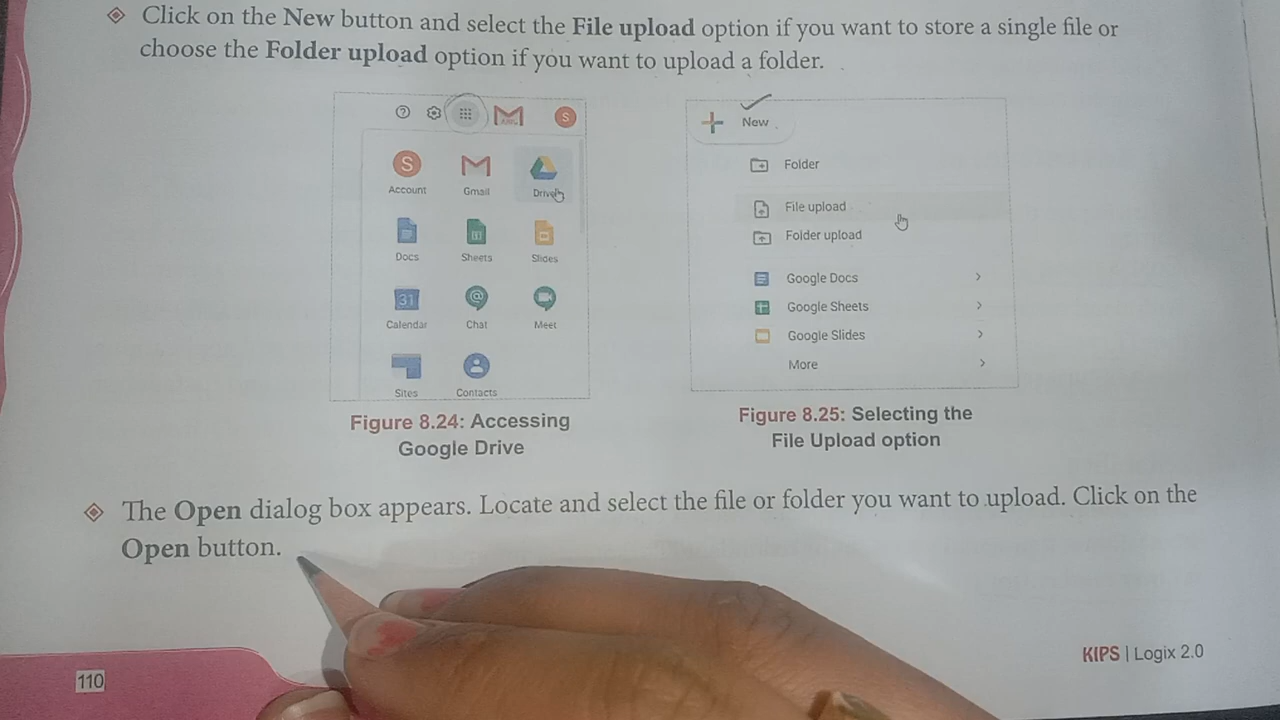 Click on the New button and select the File upload option if you want to store a single file or
choose the Folder upload option if you want to upload a folder.
S
S
Account
Gmail
Drive
Docs
Sheets
Slides
31
Calendar
Chat
Meet
Sites
Contacts
Figure 8.24: Accessing
Google Drive
New
Folder
File upload
Folder upload
Google Docs
Google Sheets
Google Slides
More
Figure 8.25: Selecting the
File Upload option
The Open dialog box appears. Locate and select the file or folder you want to upload. Click on the
Open button.
110
KIPS | Logix 2.0